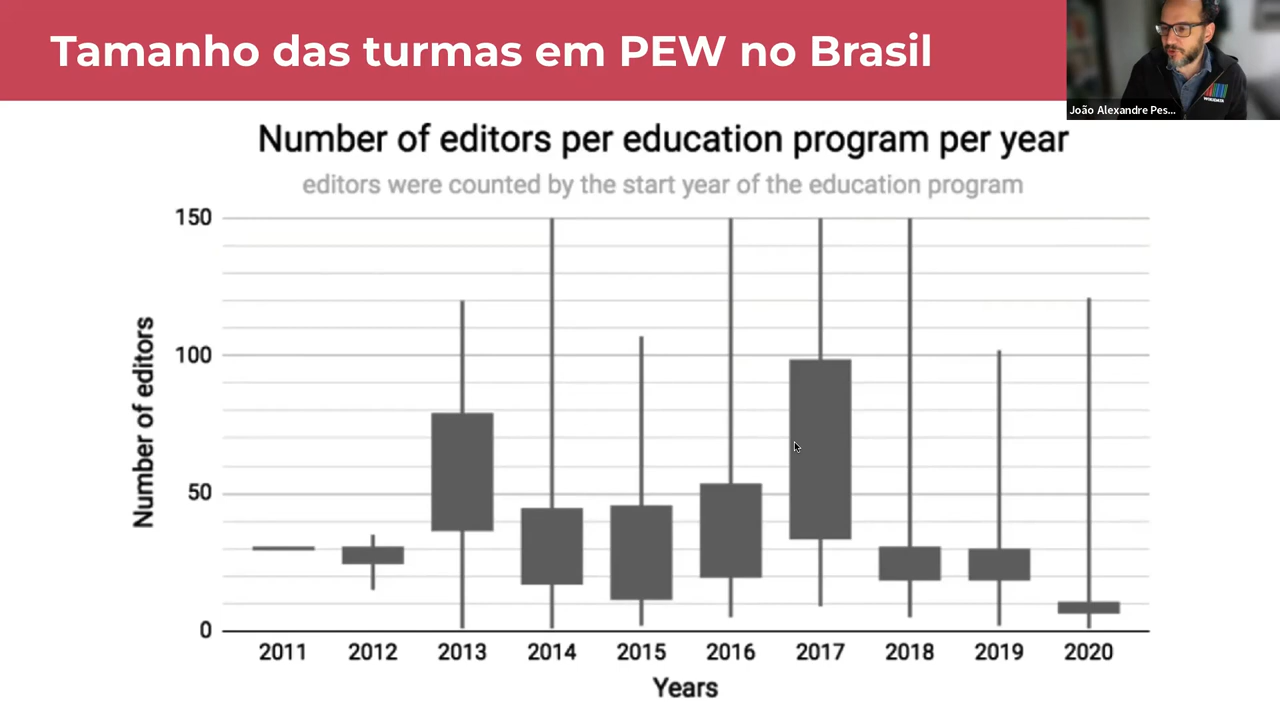 Tamanho das turmas em PEW no Brasil
João Alexandre Pes...
Number of editors per education program per year
editors were counted by the start year of the education program
Number of editors
150
100
50
0
2011 2012 2013 2014 2015 2016 2017 2018 2019 2020
Years